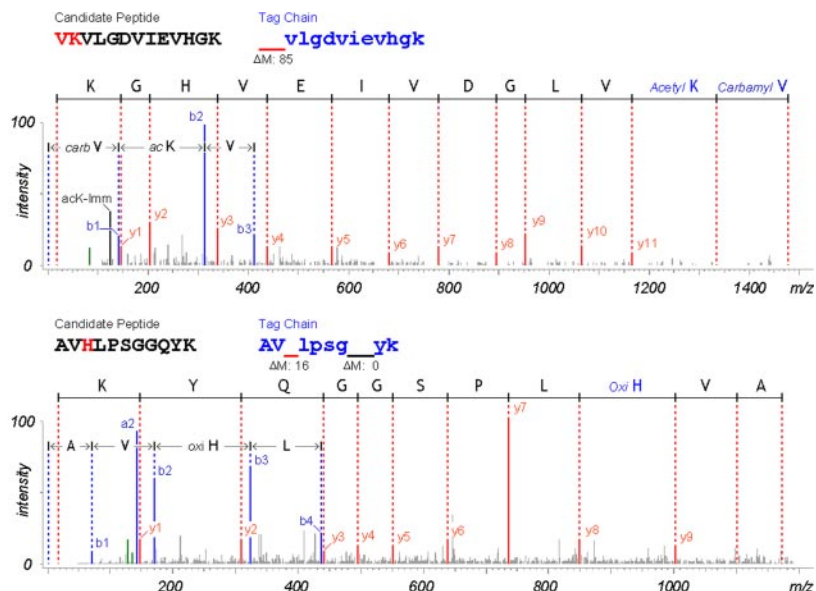 Candidate Peptide Tag Chain
VKVLGDVIEVHGK __vlgdvievhgk
ΔM: 85
K G H V E I V D G L V Acetyl K Carbamyl V
100
b2
carb V ac K V
intensity
acK-Imm
b1 y1 y2 y3 b3 y4 y5 y6 y7 y8 y9 y10 y11
0
200 400 600 800 1000 1200 1400 m/z
Candidate Peptide Tag Chain
AVHLPSGGQYK AV_lpsg__yk
ΔM: 16 ΔM: 0
K Y Q G G S P L Oxi H V A
100
a2 y7
A V oxi H L
intensity
b2 b3
b1 y1 y2 b4 y3 y4 y5 y6 y8 y9
0
200 400 600 800 1000 m/z